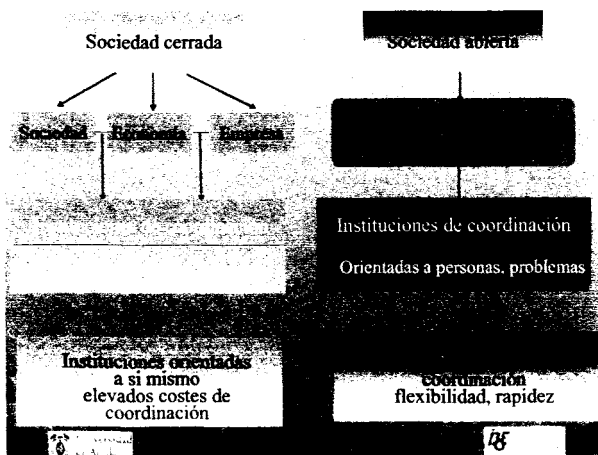 Sociedad cerrada
Sociedad Economía Empresa
Instituciones orientadas
a si mismo
elevados costes de
coordinación
Sociedad abierta
Instituciones de coordinación
Orientadas a personas. problemas
coordinación
flexibilidad, rapidez